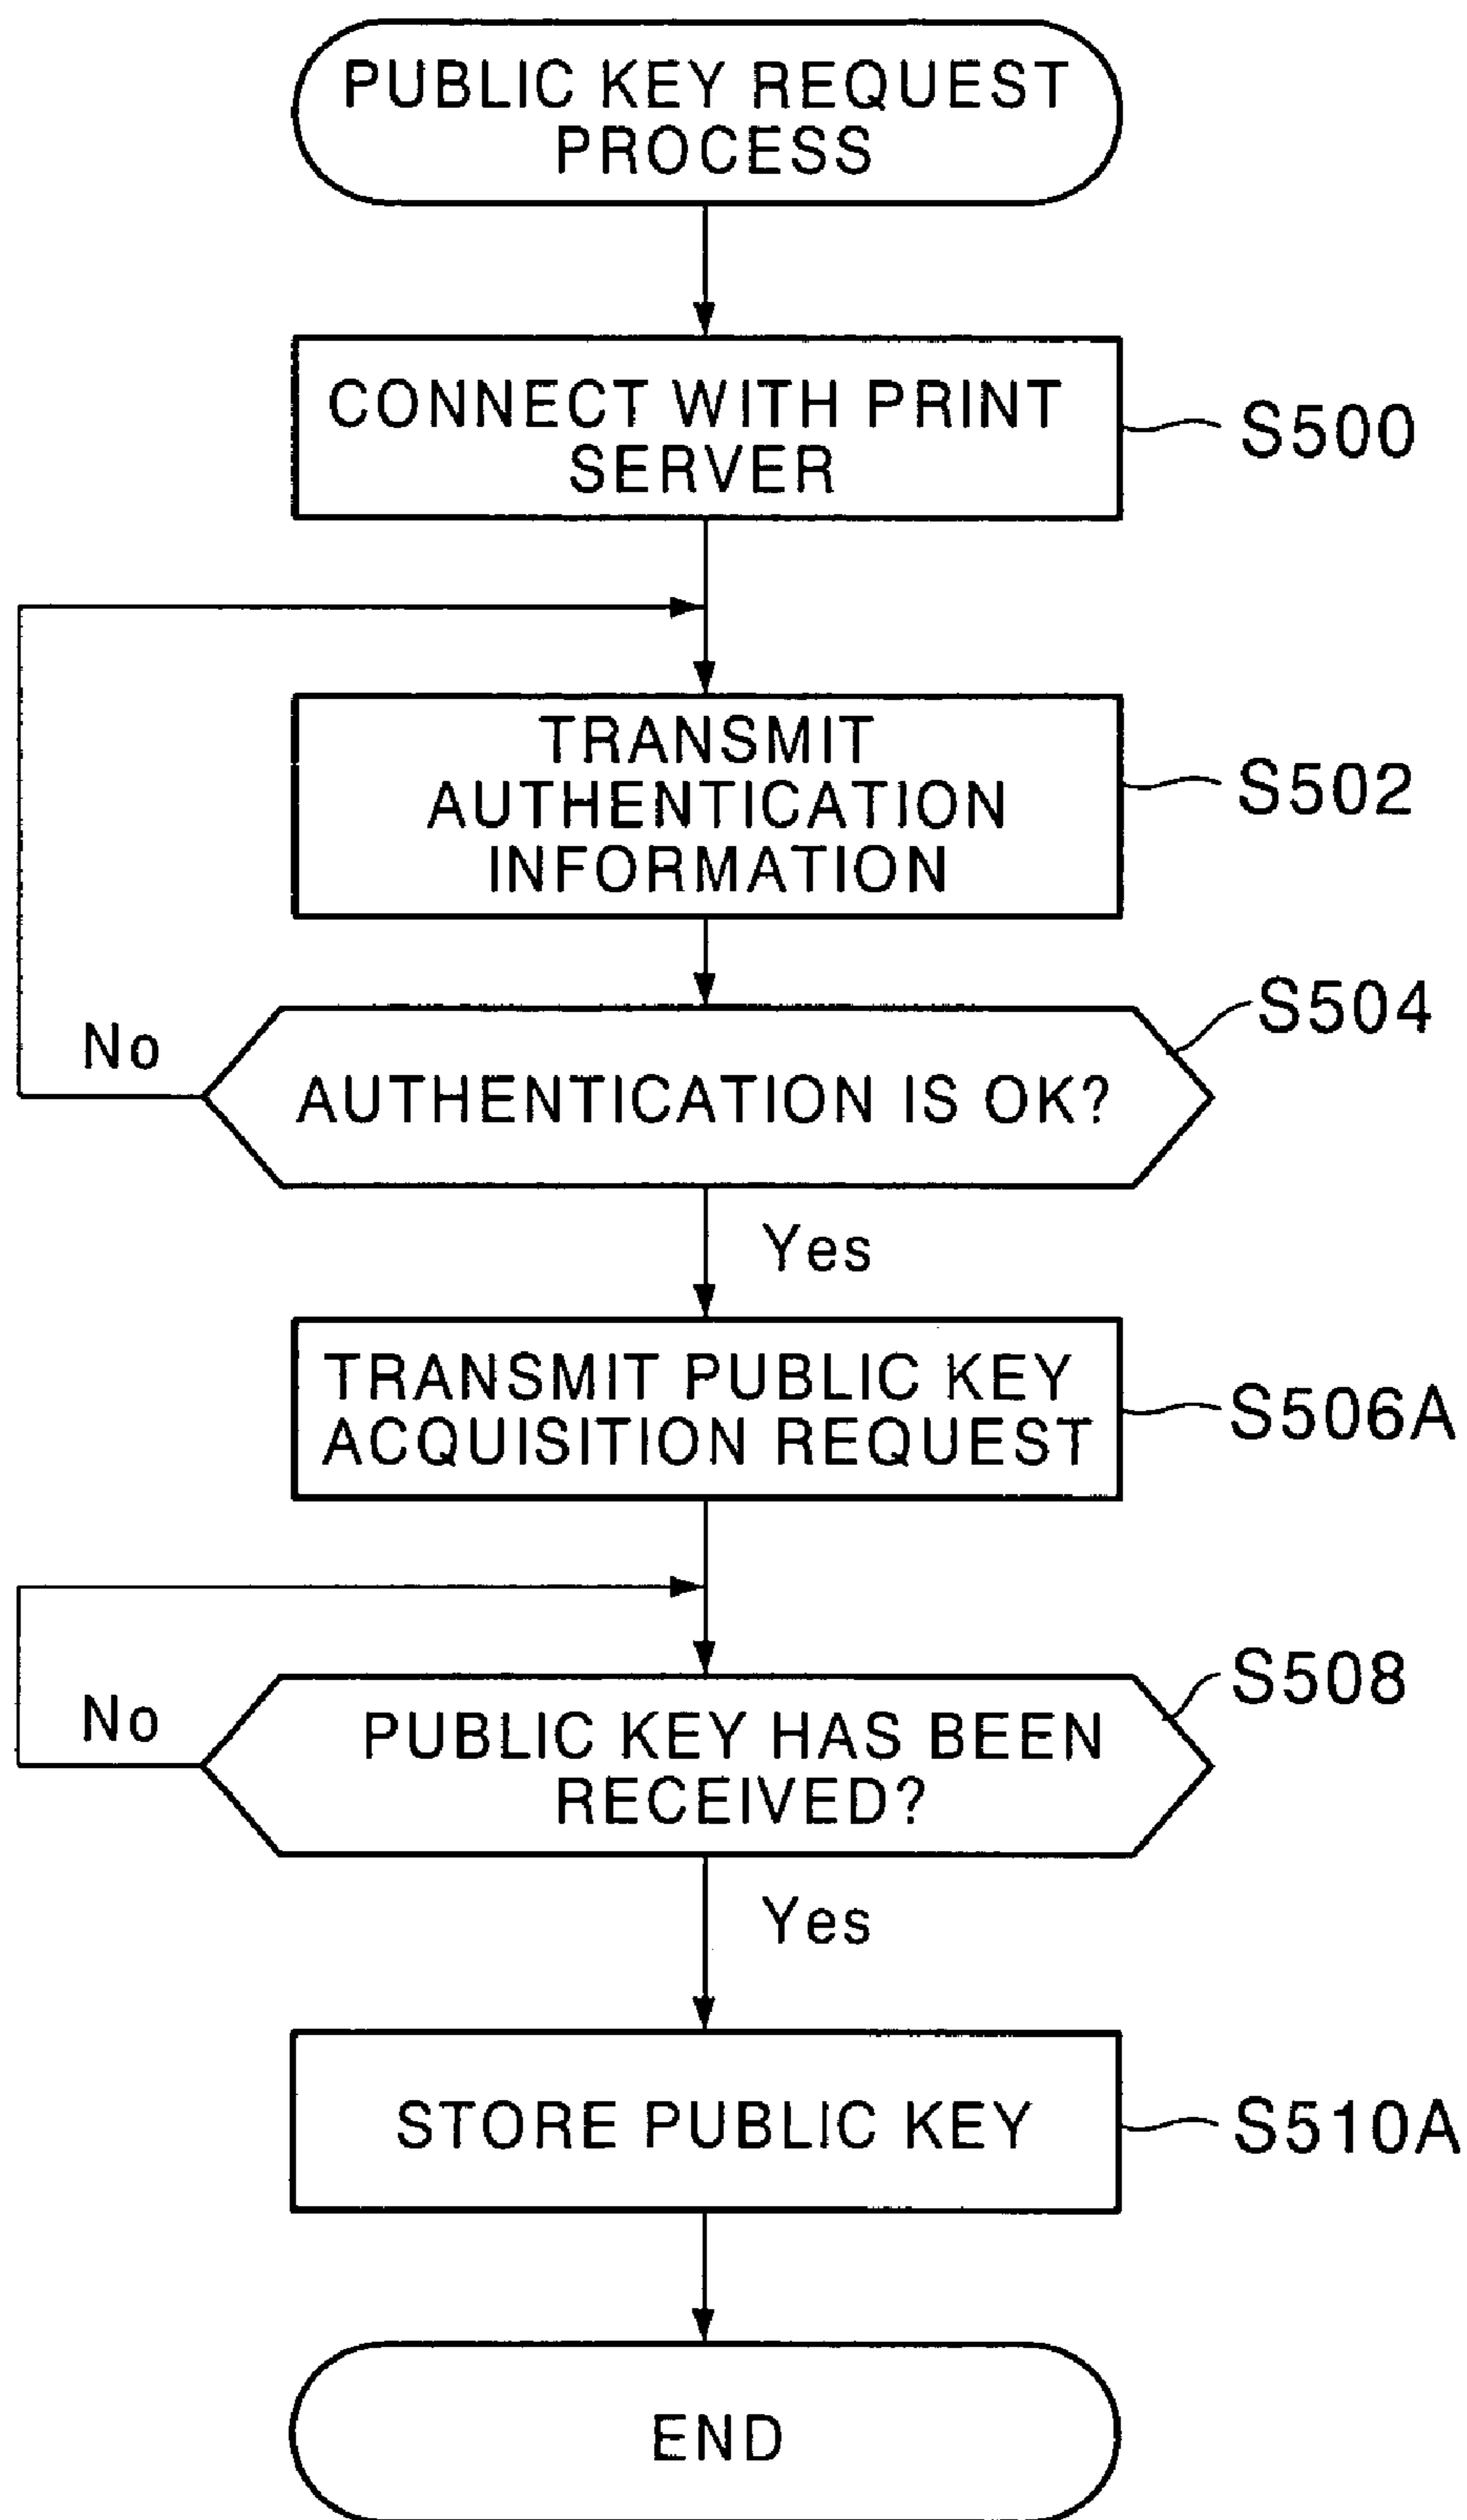 PUBLIC KEY REQUEST
PROCESS
CONNECT WITH PRINT
SERVER
S500
TRANSMIT
AUTHENTICATION
INFORMATION
S502
S504
No
AUTHENTICATION IS OK?
Yes
TRANSMIT PUBLIC KEY
ACQUISITION REQUEST
S506A
S508
No
PUBLIC KEY HAS BEEN
RECEIVED?
Yes
STORE PUBLIC KEY
S510A
END